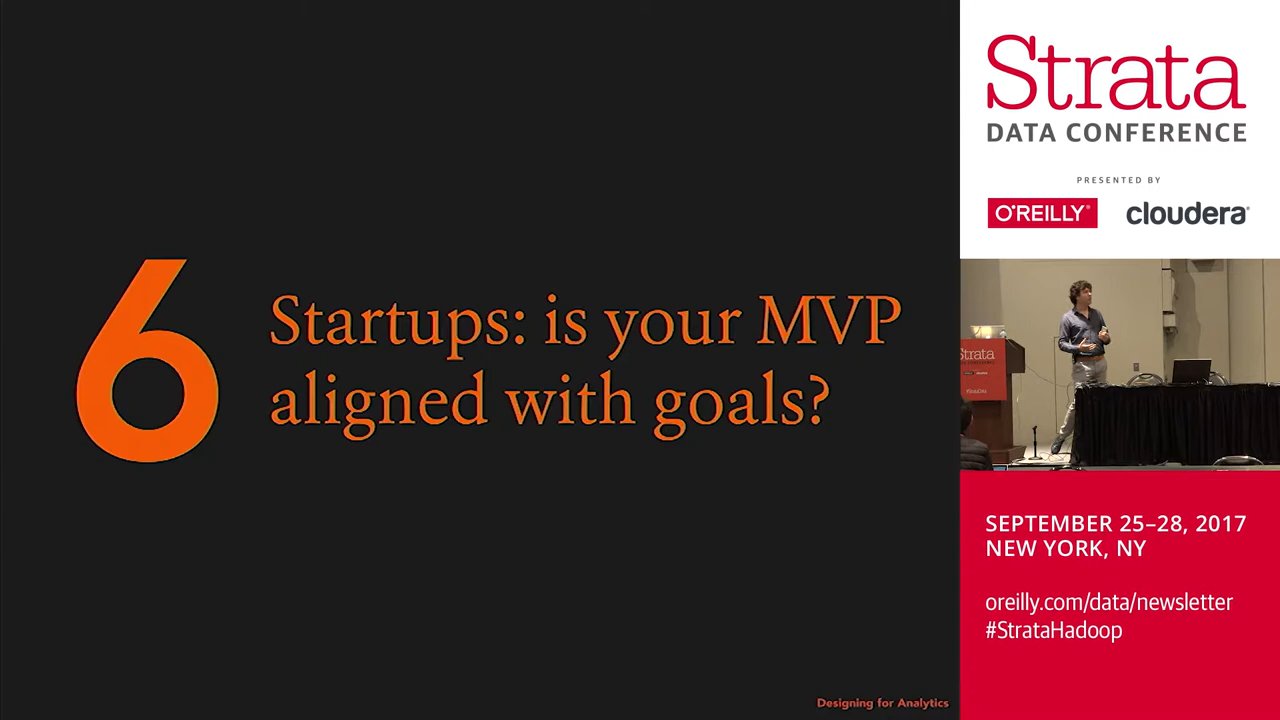 6
Startups: is your MVP
aligned with goals?
Designing for Analytics
Strata
DATA CONFERENCE
PRESENTED BY
O'REILLY®
cloudera®
Strata
SEPTEMBER 25–28, 2017
NEW YORK, NY
oreilly.com/data/newsletter
#StrataHadoop